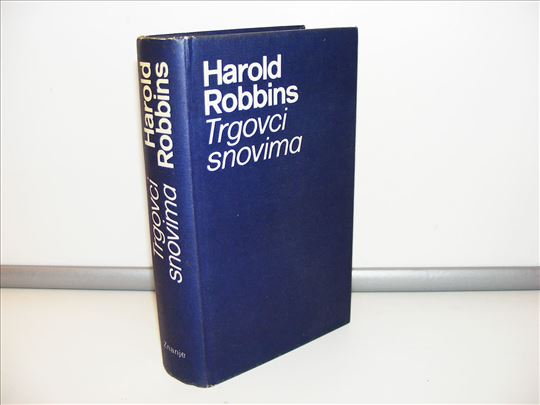 Harold
Robbins
Trgovci
snovima
Harold
Robbins
Trgovci
snovima
Znanje